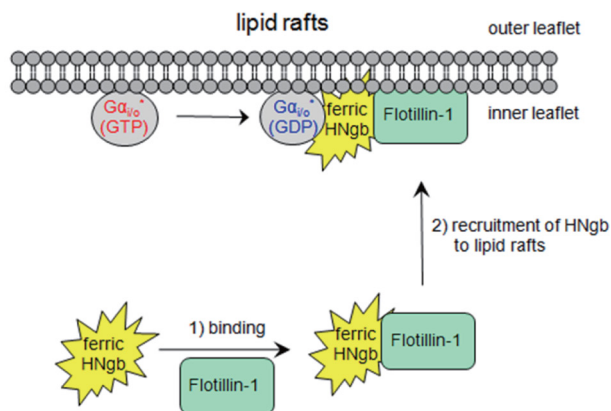 lipid rafts
outer leaflet
inner leaflet
Gαi/o*
(GTP)
Gαi/o*
(GDP)
ferric
HNgb
Flotillin-1
2) recruitment of HNgb
to lipid rafts
ferric
HNgb
1) binding
Flotillin-1
ferric
HNgb
Flotillin-1